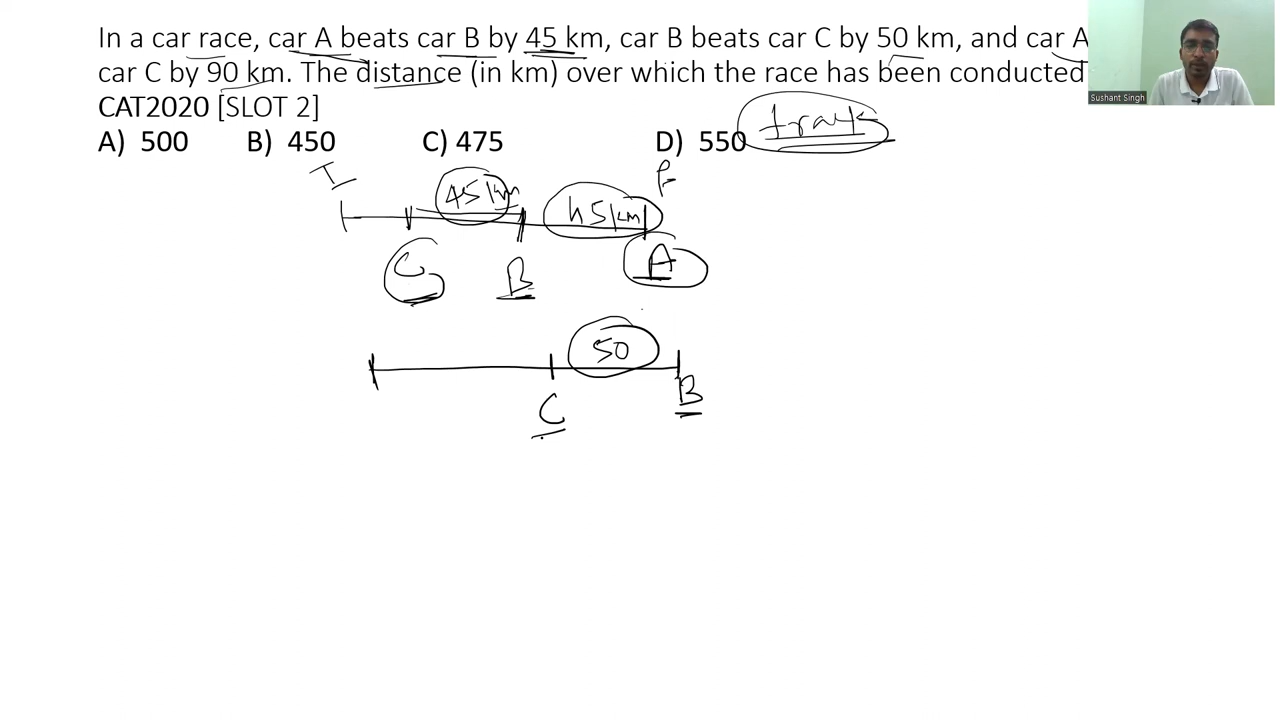 In a car race, car A beats car B by 45 km, car B beats car C by 50 km, and car A
car C by 90 km. The distance (in km) over which the race has been conducted
CAT2020 [SLOT 2]
A) 500 B) 450 C) 475 D) 550
45 km 45 km
C B A
50
C B
Sushant Singh